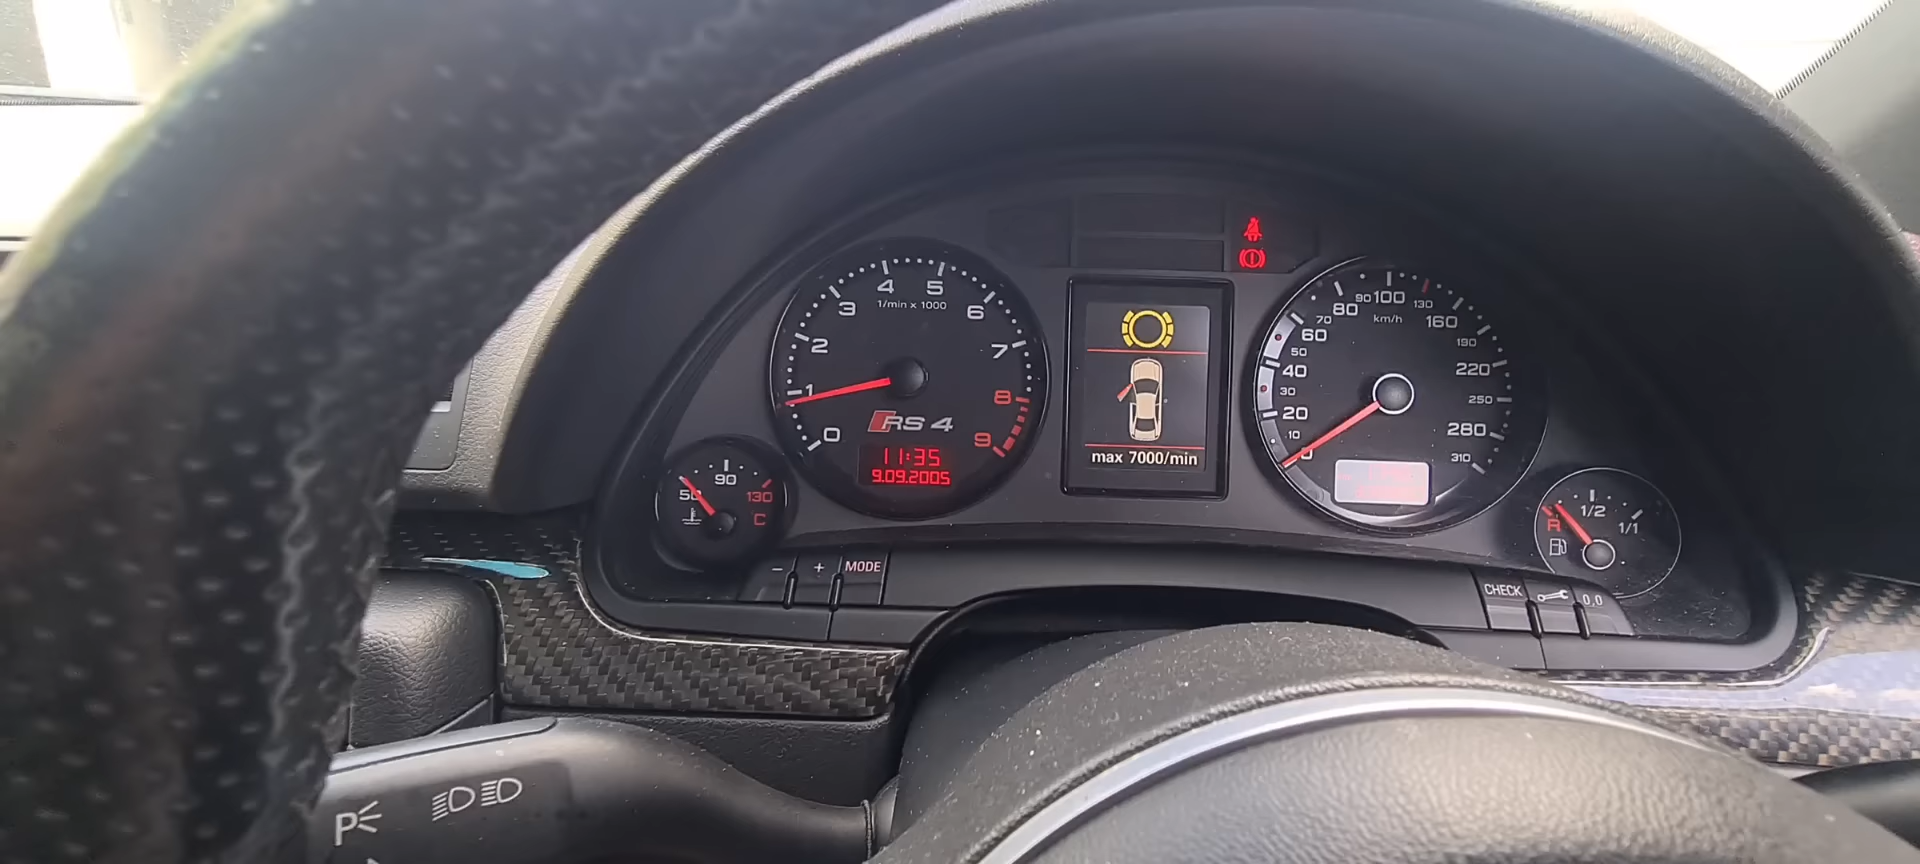 4 5
3 6
1/min x 1000
2 7
1 8
0 9
RS 4
11:35
9.09.2005
50 90 130
C
max 7000/min
80 90 100 130
70 km/h 160
60 190
50
40 220
30 250
20 280
10 310
0
R 1/2 1/1
- + MODE
CHECK 0,0
P